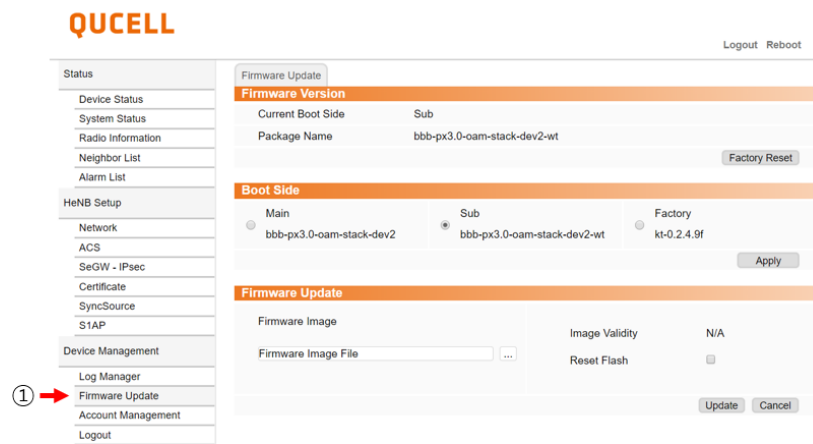 QUCELL
Logout Reboot
Status
Device Status
System Status
Radio Information
Neighbor List
Alarm List
HeNB Setup
Network
ACS
SeGW - IPsec
Certificate
SyncSource
S1AP
Device Management
Log Manager
① Firmware Update
Account Management
Logout
Firmware Update
Firmware Version
Current Boot Side Sub
Package Name bbb-px3.0-oam-stack-dev2-wt
Factory Reset
Boot Side
Main Sub Factory
bbb-px3.0-oam-stack-dev2 bbb-px3.0-oam-stack-dev2-wt kt-0.2.4.9f
Apply
Firmware Update
Firmware Image
Image Validity N/A
Firmware Image File ...
Reset Flash
Update Cancel